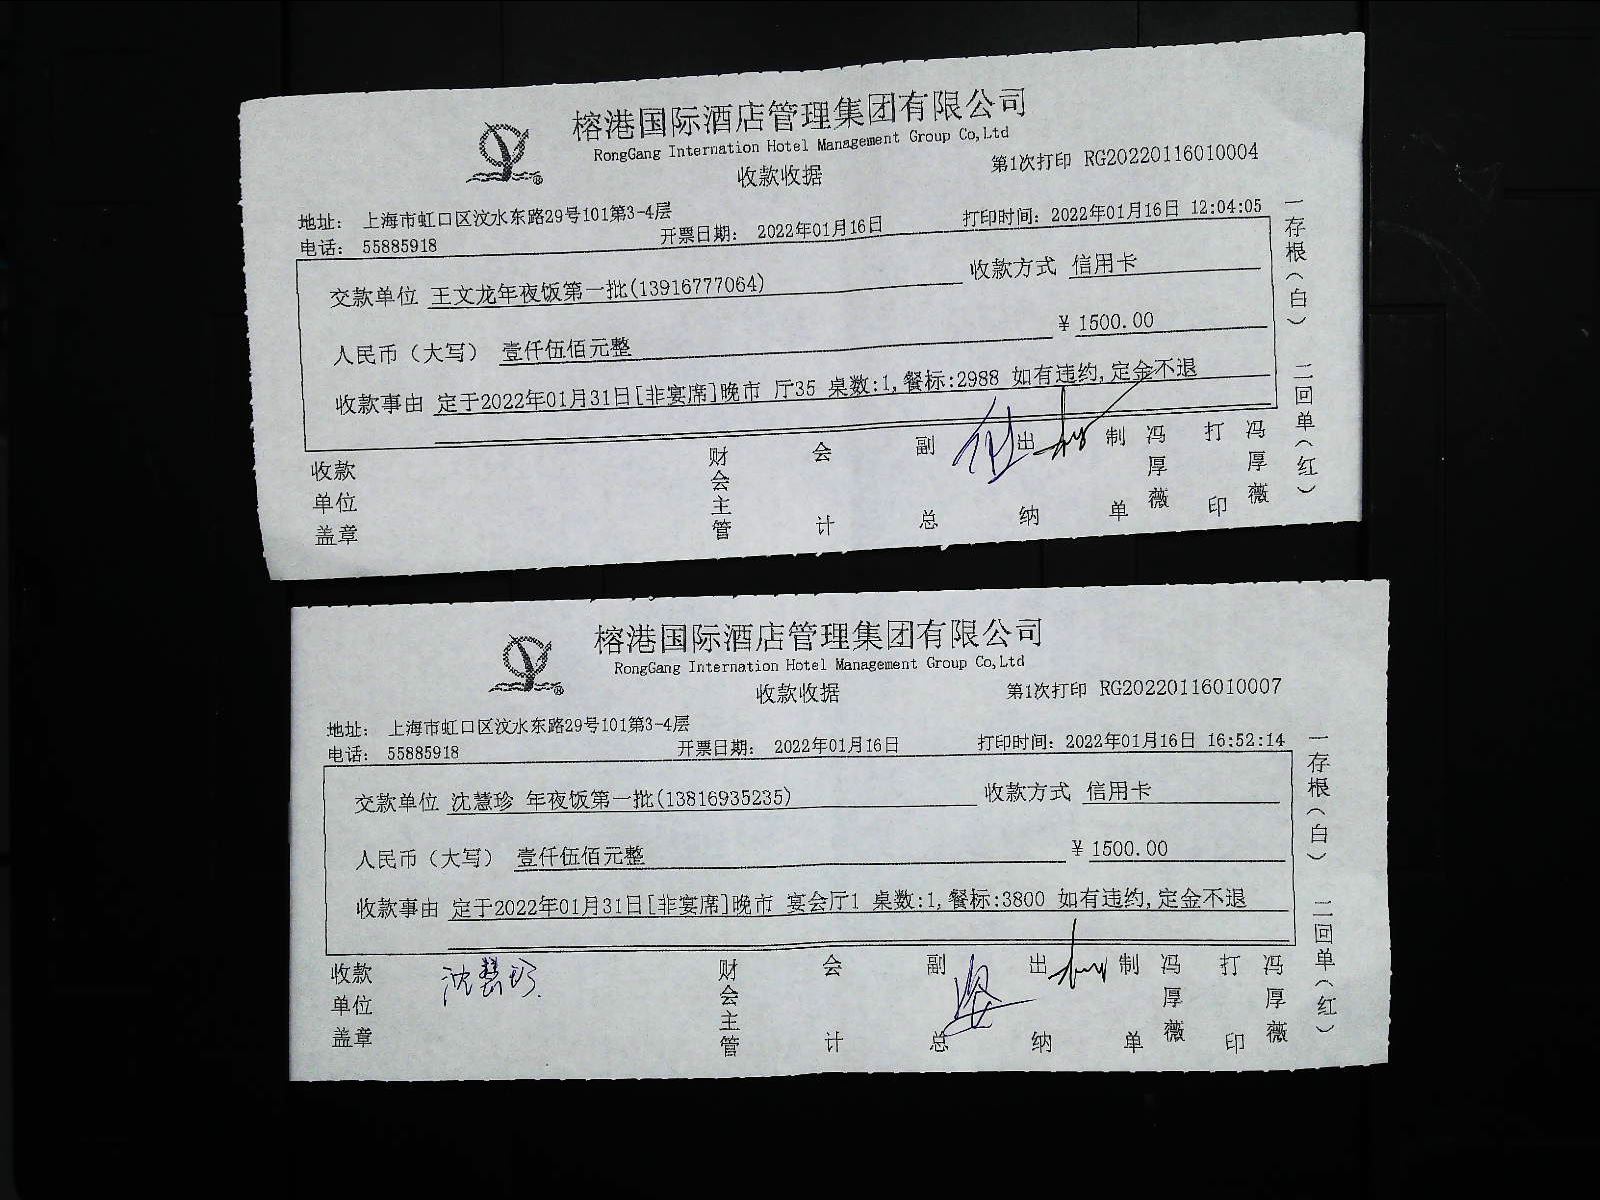 榕港国际酒店管理集团有限公司
RongGang Internation Hotel Management Group Co,Ltd
收款收据
第1次打印 RG20220116010004
地址: 上海市虹口区汶水东路29号101第3-4层
电话: 55885918 开票日期: 2022年01月16日 打印时间: 2022年01月16日 12:04:05
交款单位 王文龙年夜饭第一批(13916777064) 收款方式 信用卡
人民币（大写） 壹仟伍佰元整 ¥ 1500.00
收款事由 定于2022年01月31日[非宴席]晚市 厅35 桌数:1,餐标:2988 如有违约,定金不退
收款单位盖章 财会主管 会计 副总 出纳 制单 冯厚薇 打印 冯厚薇
一存根（白） 二回单（红）
榕港国际酒店管理集团有限公司
RongGang Internation Hotel Management Group Co,Ltd
收款收据
第1次打印 RG20220116010007
地址: 上海市虹口区汶水东路29号101第3-4层
电话: 55885918 开票日期: 2022年01月16日 打印时间: 2022年01月16日 16:52:14
交款单位 沈慧珍 年夜饭第一批(13816935235) 收款方式 信用卡
人民币（大写） 壹仟伍佰元整 ¥ 1500.00
收款事由 定于2022年01月31日[非宴席]晚市 宴会厅1 桌数:1,餐标:3800 如有违约,定金不退
收款单位盖章 沈慧珍 财会主管 会计 副总 出纳 制单 冯厚薇 打印 冯厚薇
一存根（白） 二回单（红）